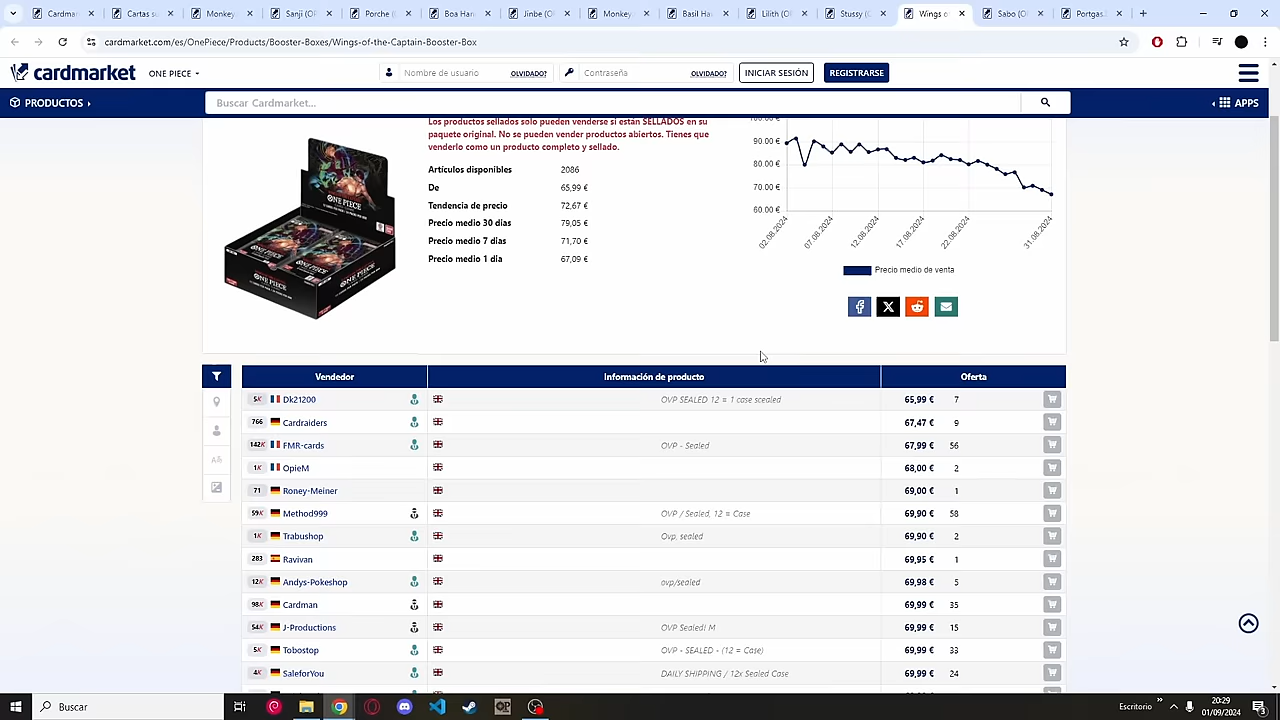 Cardma
Cartas su
Monkey
Sanji (OP
Porche (
Boa Han
Jinbe (O
Monkey
Basil Ha
Lilith (O
Stussy (
Wings o
Sabo (O
Portgas
cardmarket.com/es/OnePiece/Products/Booster-Boxes/Wings-of-the-Captain-Booster-Box
cardmarket
ONE PIECE
Nombre de usuario
OLVIDADO?
Contraseña
OLVIDADO?
INICIAR SESIÓN
REGISTRARSE
PRODUCTOS
Buscar Cardmarket...
APPS
Los productos sellados solo pueden venderse si están SELLADOS en su
paquete original. No se pueden vender productos abiertos. Tienes que
venderlo como un producto completo y sellado.
Artículos disponibles 2086
De 65,99 €
Tendencia de precio 72,67 €
Precio medio 30 días 79,05 €
Precio medio 7 días 71,70 €
Precio medio 1 día 67,09 €
ONE PIECE
ONE PIECE
ONE PIECE
100.00 €
90.00 €
80.00 €
70.00 €
60.00 €
02.08.2024
07.08.2024
12.08.2024
17.08.2024
22.08.2024
31.08.2024
Precio medio de venta
Vendedor Información de producto Oferta
5K Dk21200 OVP SEALED 12 = 1 case scealed 65,99 € 7
766 Cardraiders 67,47 € 9
142K FMR-cards OVP - Sealed 67,99 € 56
1K OpieM 68,00 € 2
71 Roney-Meiner 69,00 € 1
59K Method999 OVP / Sealed, 12 = Case 69,90 € 58
1K Trabushop Ovp, sealed 69,90 € 2
283 Ravivan 69,95 € 1
12K Andys-Pokeshop ovp/sealed 69,98 € 5
98K Cardman 69,99 € 35
54K J-Productions OVP Sealed! M 69,99 € 15
5K Tobostop OVP - SEALED - (12 = Case) 69,99 € 33
4K SaleforYou DAILY SHIPPING / 12x Sealed Case 69,99 € 24
Buscar
Escritorio
20:29
01/09/2024